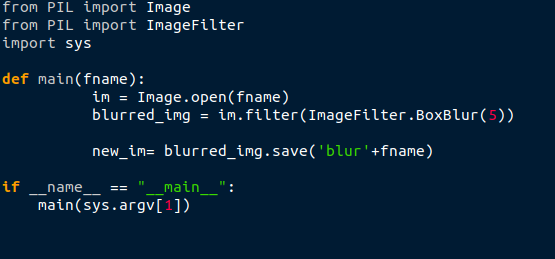 from PIL import Image
from PIL import ImageFilter
import sys

def main(fname):
          im = Image.open(fname)
          blurred_img = im.filter(ImageFilter.BoxBlur(5))

          new_im= blurred_img.save('blur'+fname)

if __name__ == "__main__":
    main(sys.argv[1])